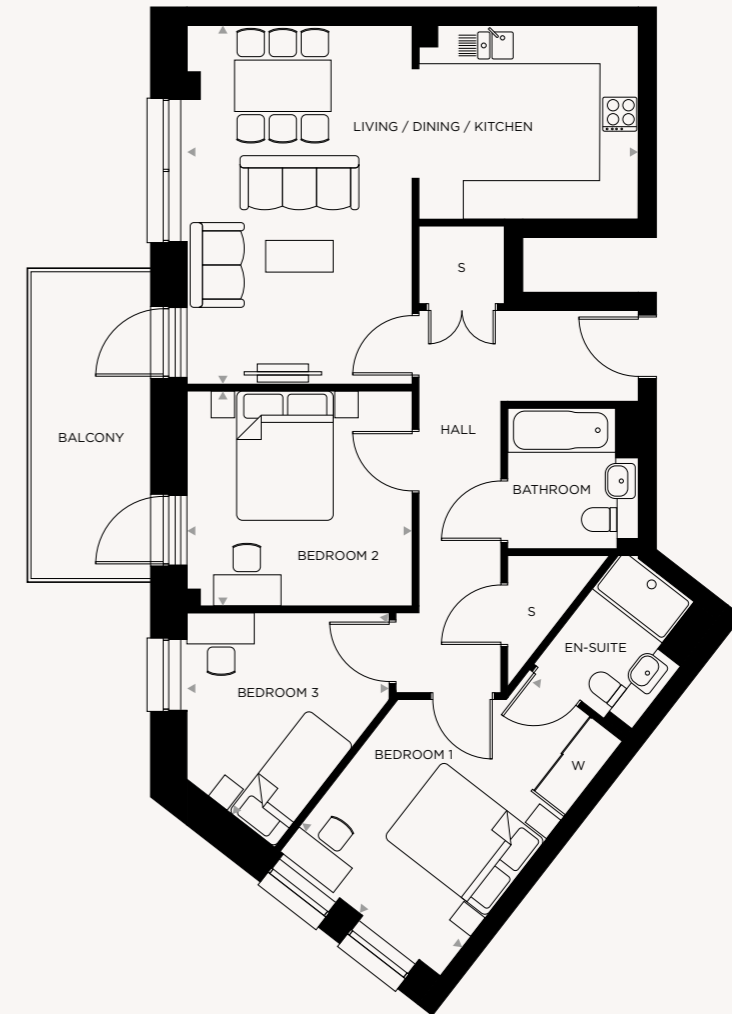 LIVING / DINING / KITCHEN
S
HALL
BALCONY
BATHROOM
BEDROOM 2
S
EN-SUITE
BEDROOM 3
BEDROOM 1
W